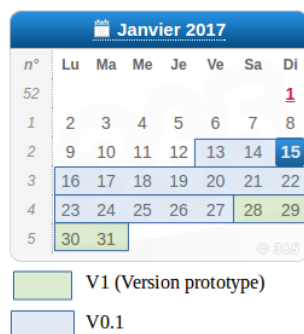 Janvier 2017
n° Lu Ma Me Je Ve Sa Di
52 1
1 2 3 4 5 6 7 8
2 9 10 11 12 13 14 15
3 16 17 18 19 20 21 22
4 23 24 25 26 27 28 29
5 30 31
© 365
V1 (Version prototype)
V0.1